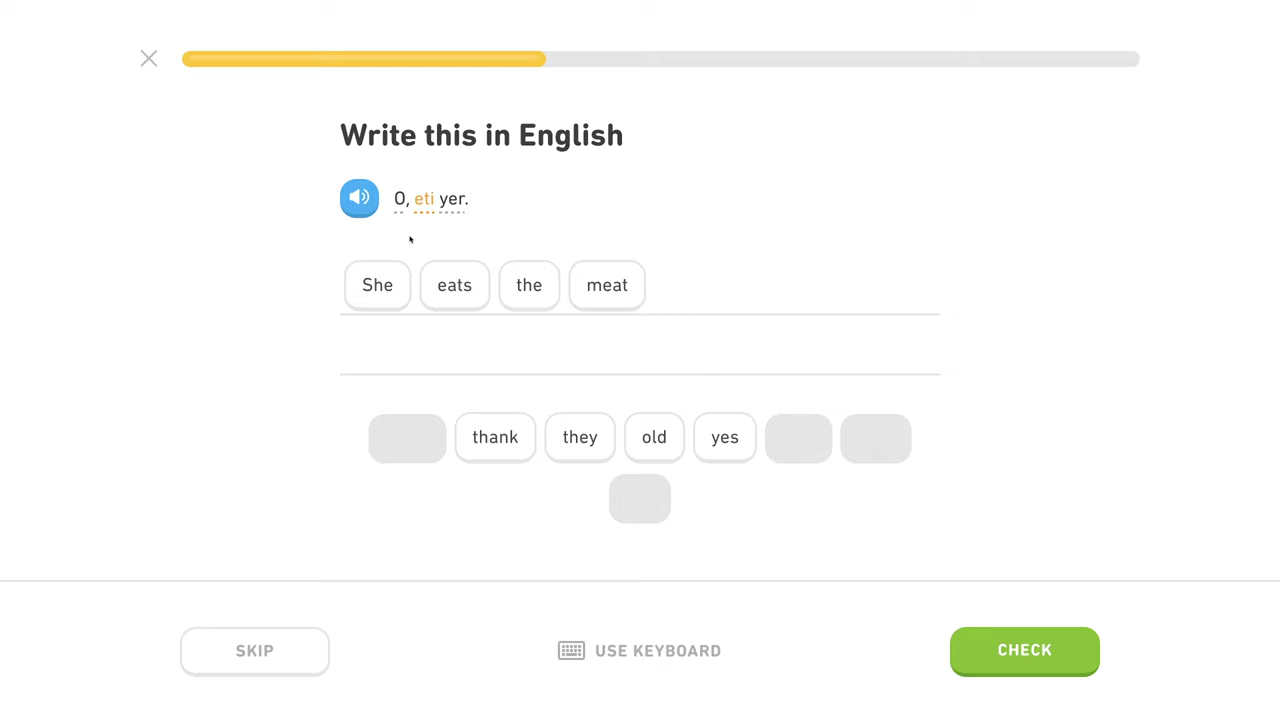 Write this in English
O, eti yer.
She eats the meat
thank they old yes
SKIP USE KEYBOARD CHECK